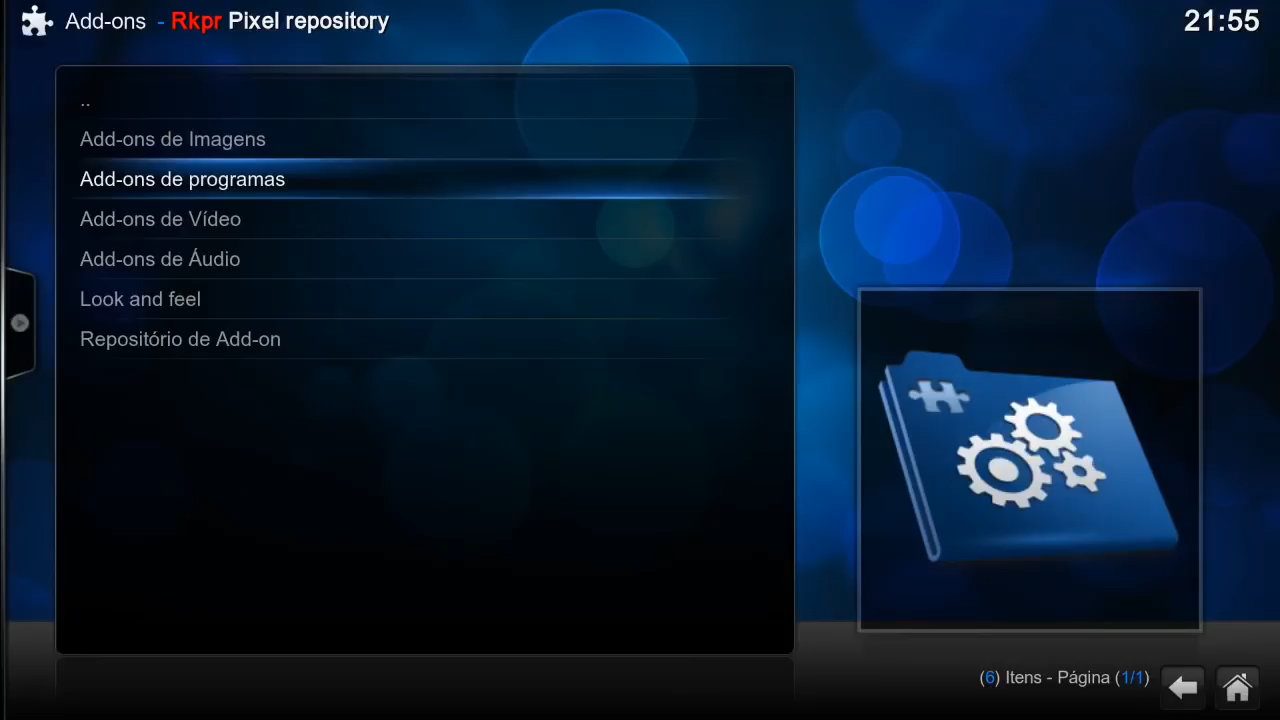 Add-ons - Rkpr Pixel repository
21:55
..
Add-ons de Imagens
Add-ons de programas
Add-ons de Vídeo
Add-ons de Áudio
Look and feel
Repositório de Add-on
(6) Itens - Página (1/1)